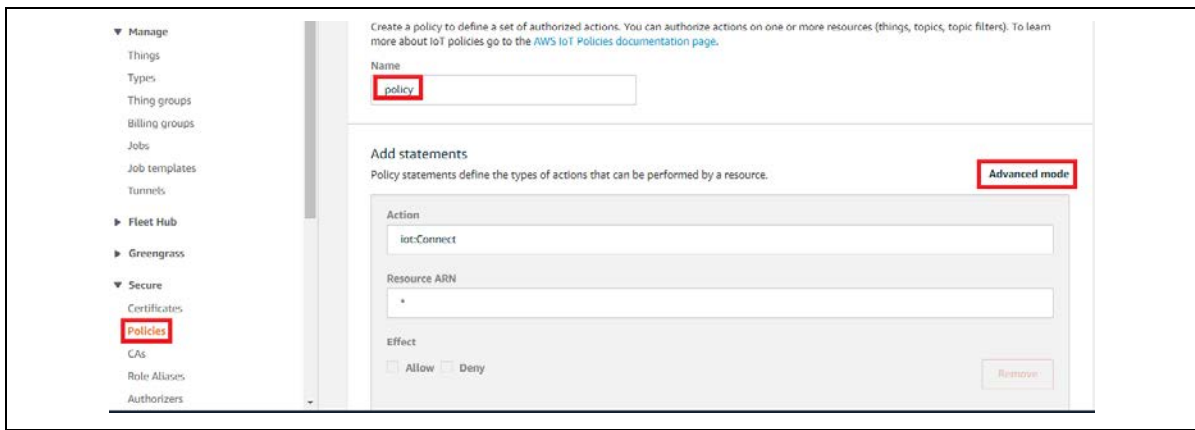 ▼ Manage
Things
Types
Thing groups
Billing groups
Jobs
Job templates
Tunnels
▶ Fleet Hub
▶ Greengrass
▼ Secure
Certificates
Policies
CAs
Role Aliases
Authorizers
Create a policy to define a set of authorized actions. You can authorize actions on one or more resources (things, topics, topic filters). To learn
more about IoT policies go to the AWS IoT Policies documentation page.
Name
policy
Add statements
Policy statements define the types of actions that can be performed by a resource.
Advanced mode
Action
iot:Connect
Resource ARN
*
Effect
Allow Deny
Remove